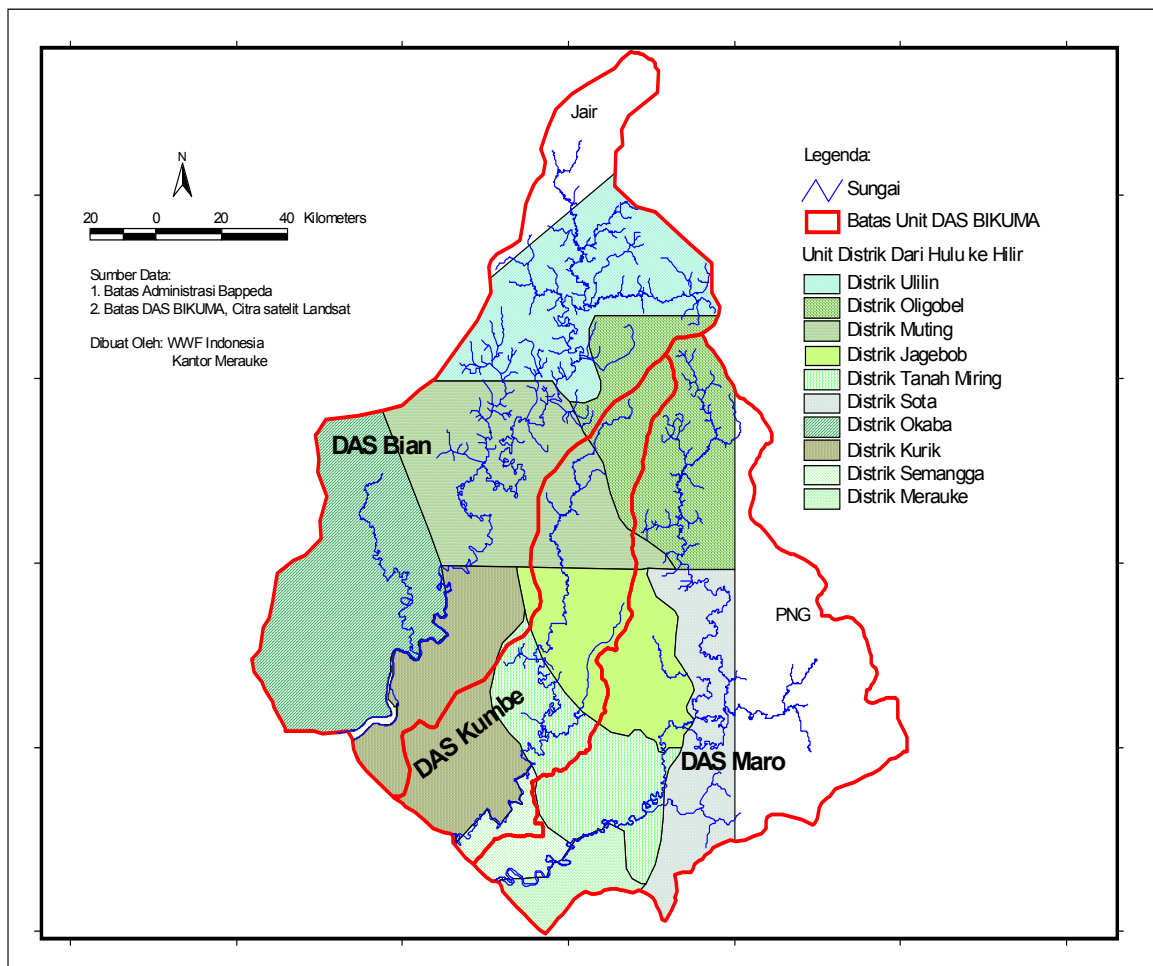 Jair
N
20 0 20 40 Kilometers
Sumber Data:
1. Batas Administrasi Bappeda
2. Batas DAS BIKUMA, Citra satelit Landsat
Dibuat Oleh: WWF Indonesia
Kantor Merauke
Legenda:
Sungai
Batas Unit DAS BIKUMA
Unit Distrik Dari Hulu ke Hilir
Distrik Ulilin
Distrik Oligobel
Distrik Muting
Distrik Jagebob
Distrik Tanah Miring
Distrik Sota
Distrik Okaba
Distrik Kurik
Distrik Semangga
Distrik Merauke
DAS Bian
PNG
DAS Kumbe
DAS Maro